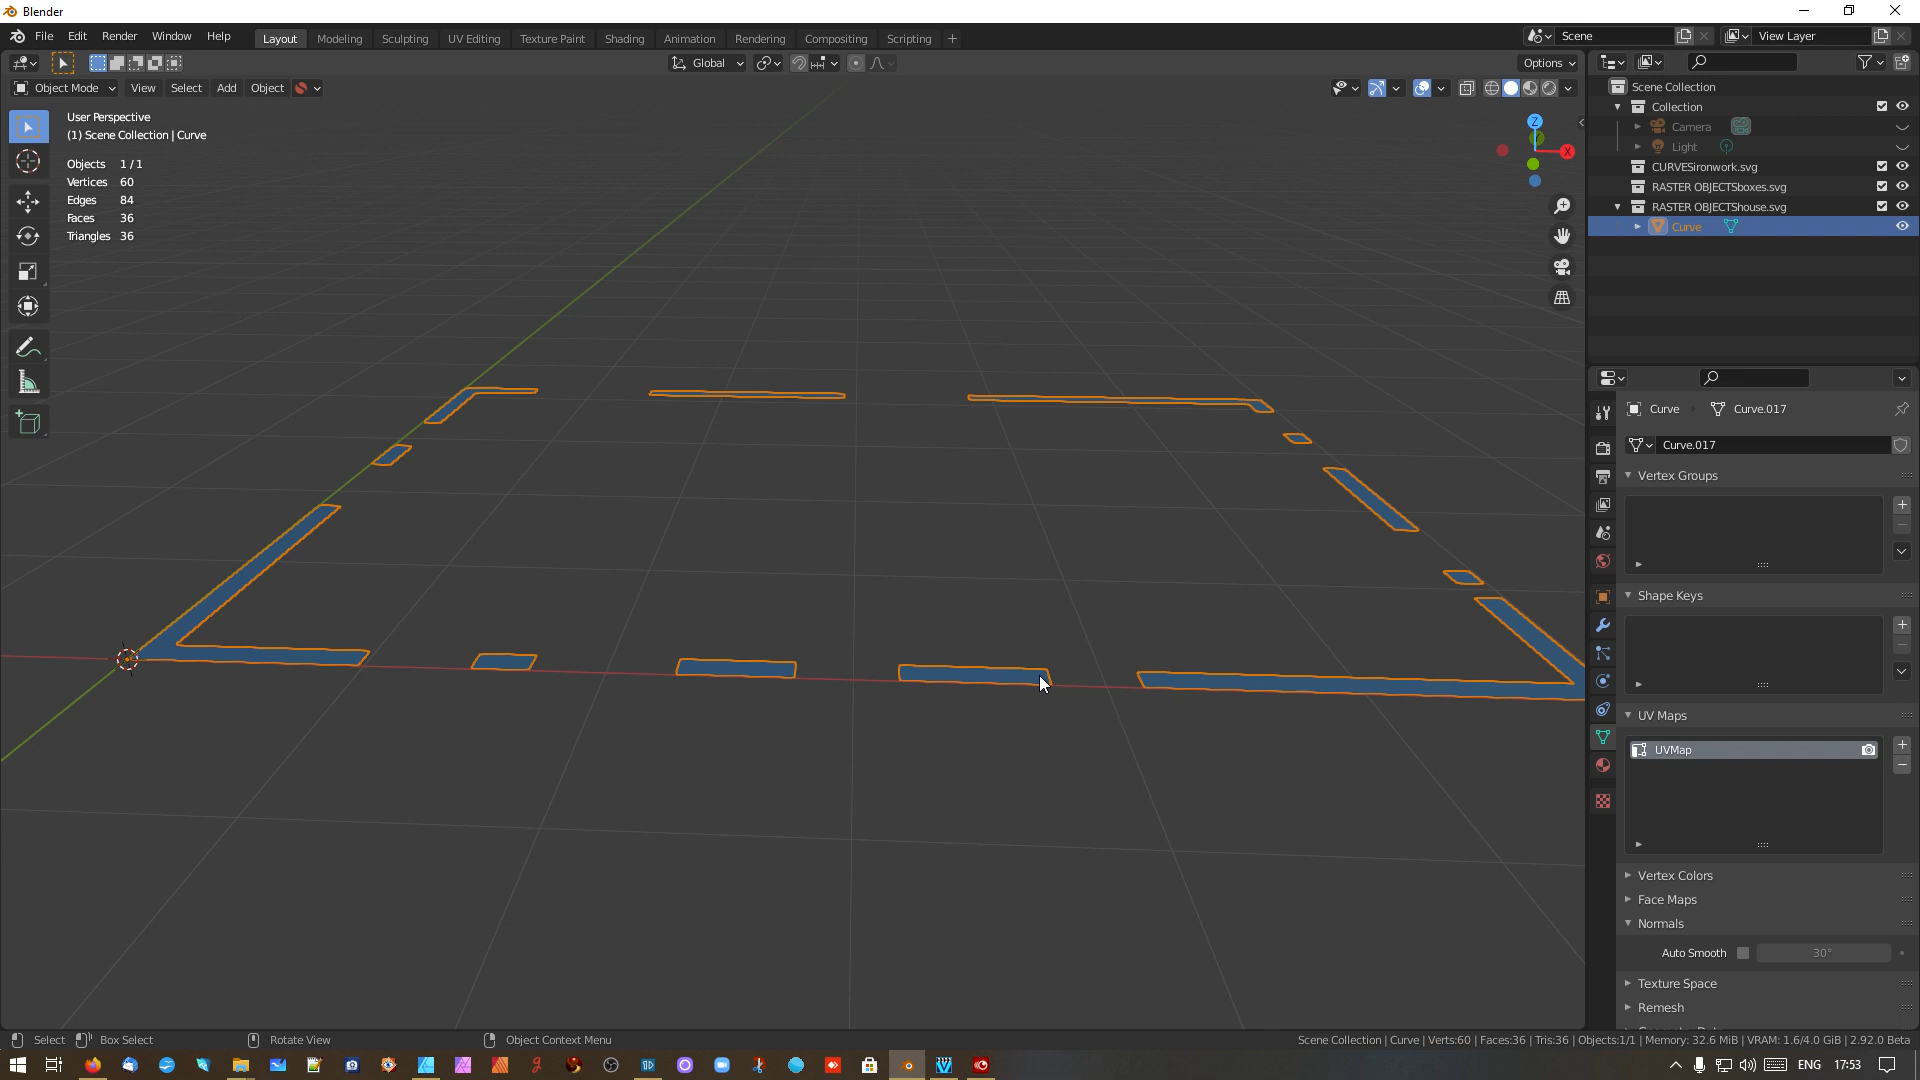 Blender
File Edit Render Window Help
Layout Modeling Sculpting UV Editing Texture Paint Shading Animation Rendering Compositing Scripting +
Scene
View Layer
Global
Options
Object Mode View Select Add Object
User Perspective
(1) Scene Collection | Curve
Objects 1 / 1
Vertices 60
Edges 84
Faces 36
Triangles 36
Z
X
Scene Collection
Collection
Camera
Light
CURVESironwork.svg
RASTER OBJECTSboxes.svg
RASTER OBJECTShouse.svg
Curve
Curve Curve.017
Curve.017
Vertex Groups
Shape Keys
UV Maps
UVMap
Vertex Colors
Face Maps
Normals
Auto Smooth 30°
Texture Space
Remesh
Select Box Select Rotate View Object Context Menu
Scene Collection | Curve | Verts:60 | Faces:36 | Tris:36 | Objects:1/1 | Memory: 32.6 MiB | VRAM: 1.6/4.0 GiB | 2.92.0 Beta
ENG 17:53